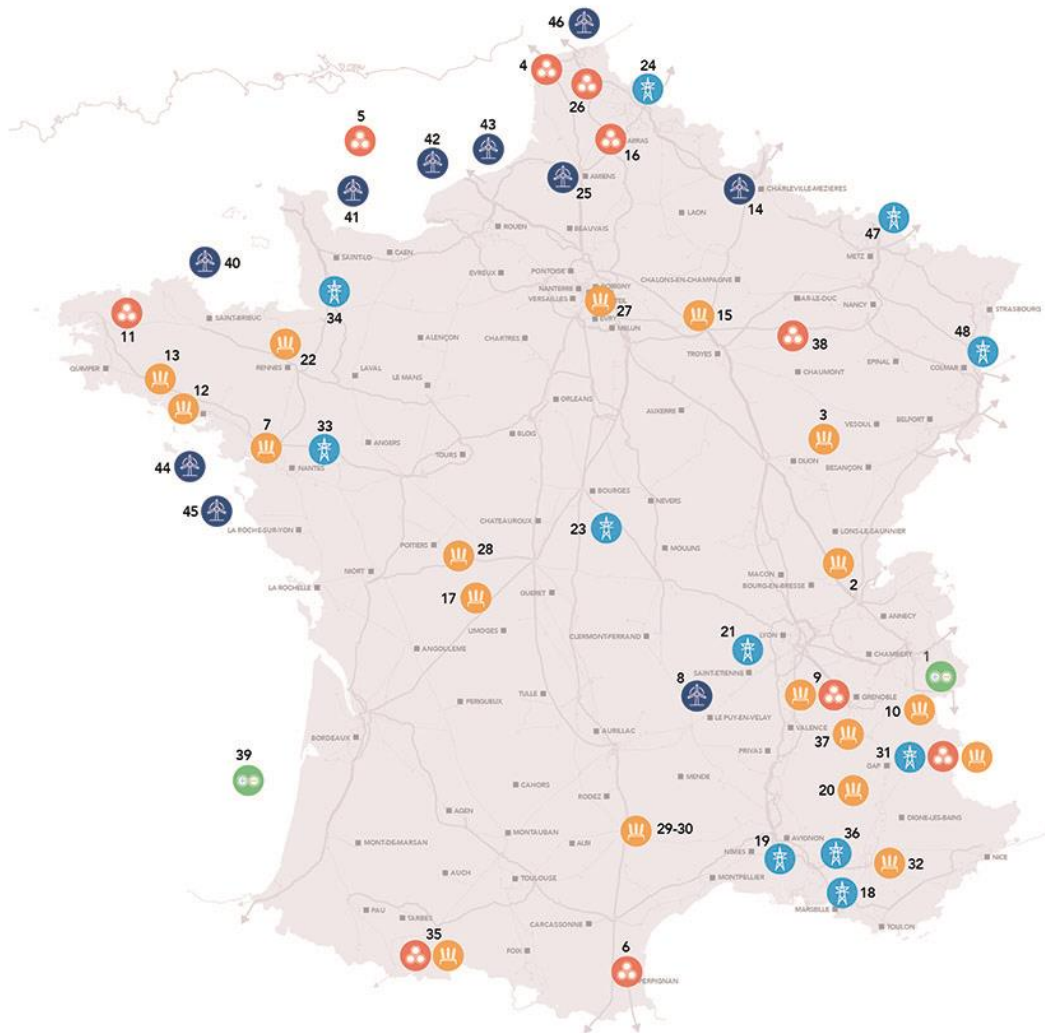 46
4
24
26
5
43
42
ARRAS
16
AMIENS
25
CHARLEVILLE-MEZIERES
14
41
LAON
47
ROUEN
BEAUVAIS
METZ
40
SAINT-LO
CAEN
EVREUX
PONTOISE
CHALONS-EN-CHAMPAGNE
NANTERRE
BOBIGNY
VERSAILLES
BAR-LE-DUC
NANCY
STRASBOURG
34
SAINT-BRIEUC
27
EVRY
MELUN
15
11
ALENÇON
CHARTRES
38
48
13
22
TROYES
EPINAL
QUIMPER
RENNES
LAVAL
CHAUMONT
COLMAR
12
LE MANS
ORLEANS
AUXERRE
3
VESOUL
BELFORT
7
33
ANGERS
BLOIS
TOURS
DIJON
BESANÇON
44
NANTES
BOURGES
NEVERS
45
CHATEAUROUX
LA ROCHE-SUR-YON
23
LONS-LE-SAUNNIER
POITIERS
28
MOULINS
NIORT
MACON
BOURG-EN-BRESSE
2
LA ROCHELLE
17
GUERET
ANNECY
LIMOGES
CLERMONT-FERRAND
21
LYON
ANGOULEME
CHAMBERY
1
SAINT-ETIENNE
8
9
TULLE
GRENOBLE
PERIGUEUX
10
LE PUY-EN-VELAY
VALENCE
AURILLAC
37
BORDEAUX
PRIVAS
31
39
GAP
MENDE
CAHORS
20
RODEZ
AGEN
DIGNE-LES-BAINS
MONTAUBAN
29-30
MONT-DE-MARSAN
ALBI
AVIGNON
36
19
NIMES
NICE
32
AUCH
TOULOUSE
MONTPELLIER
18
PAU
MARSEILLE
TARBES
CARCASSONNE
TOULON
35
FOIX
6
PERPIGNAN